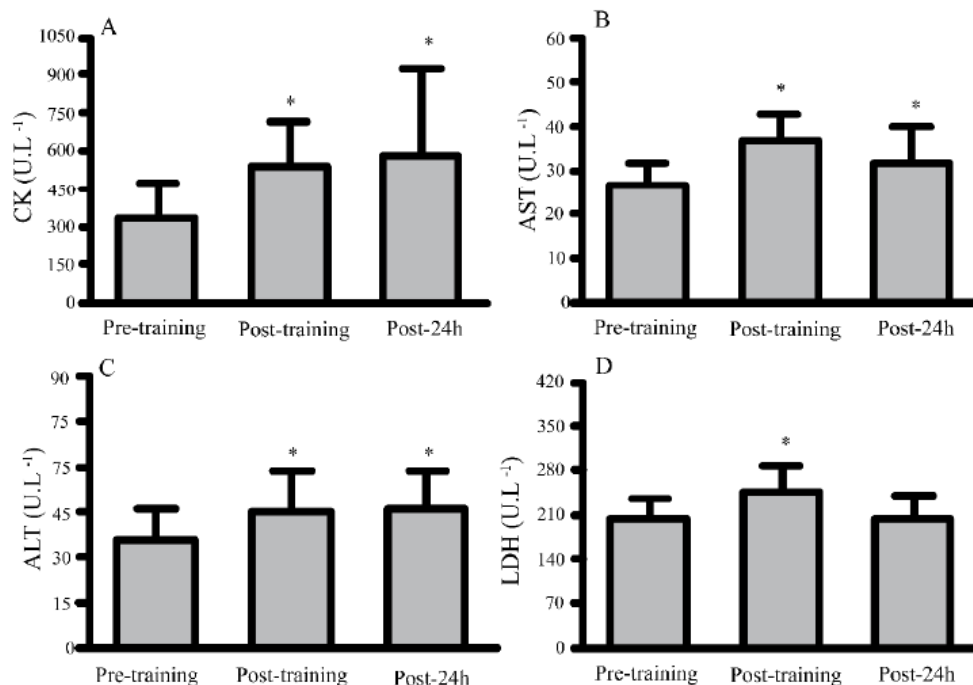 A
CK (U.L -1)
1050
900
750
600
450
300
150
0
*
*
Pre-training
Post-training
Post-24h
B
AST (U.L -1)
60
50
40
30
20
10
0
*
*
Pre-training
Post-training
Post-24h
C
ALT (U.L -1)
90
75
75
45
30
15
0
*
*
Pre-training
Post-training
Post-24h
D
LDH (U.L -1)
420
350
280
210
140
70
0
*
Pre-training
Post-training
Post-24h